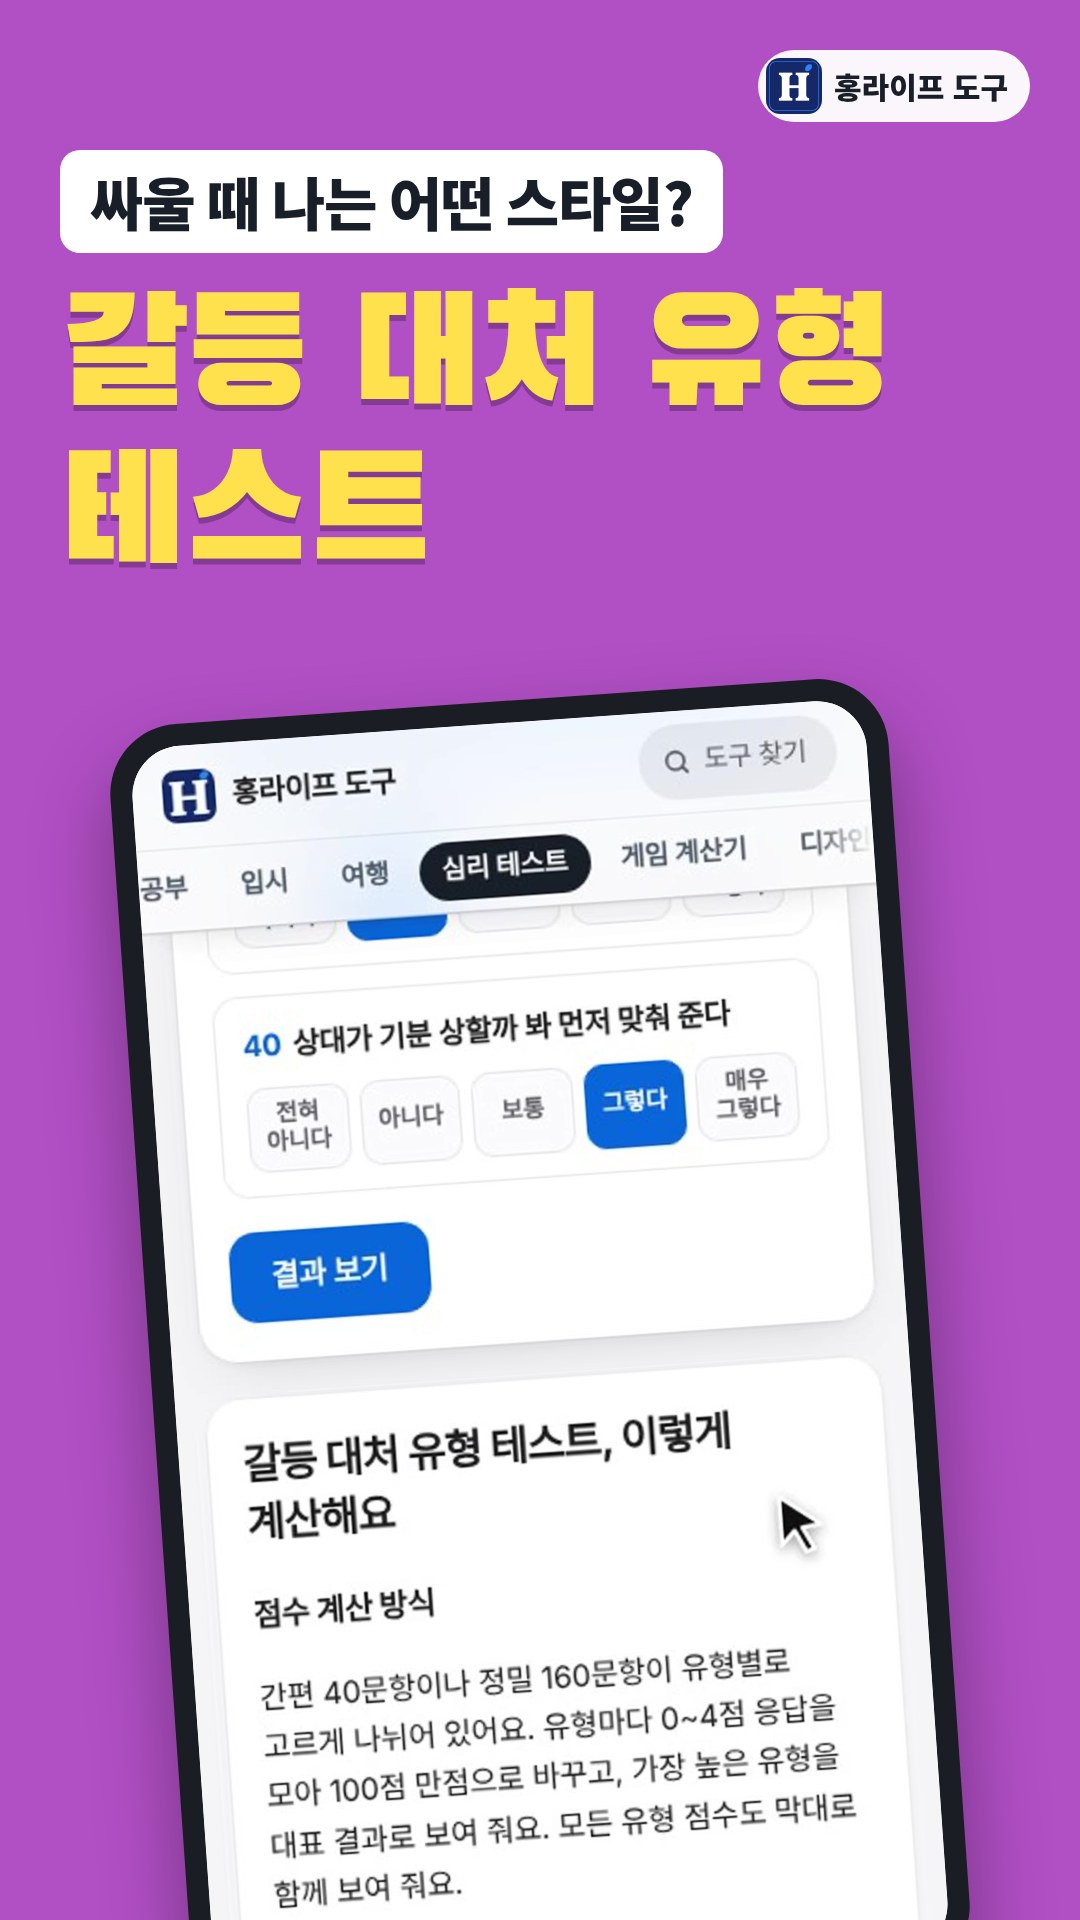 홍라이프 도구
싸울 때 나는 어떤 스타일?
갈등 대처 유형
테스트
홍라이프 도구
도구 찾기
공부 입시 여행 심리 테스트 게임 계산기 디자인
40 상대가 기분 상할까 봐 먼저 맞춰 준다
전혀
아니다
아니다
보통
그렇다
매우
그렇다
결과 보기
갈등 대처 유형 테스트, 이렇게
계산해요
점수 계산 방식
간편 40문항이나 정밀 160문항이 유형별로
고르게 나뉘어 있어요. 유형마다 0~4점 응답을
모아 100점 만점으로 바꾸고, 가장 높은 유형을
대표 결과로 보여 줘요. 모든 유형 점수도 막대로
함께 보여 줘요.